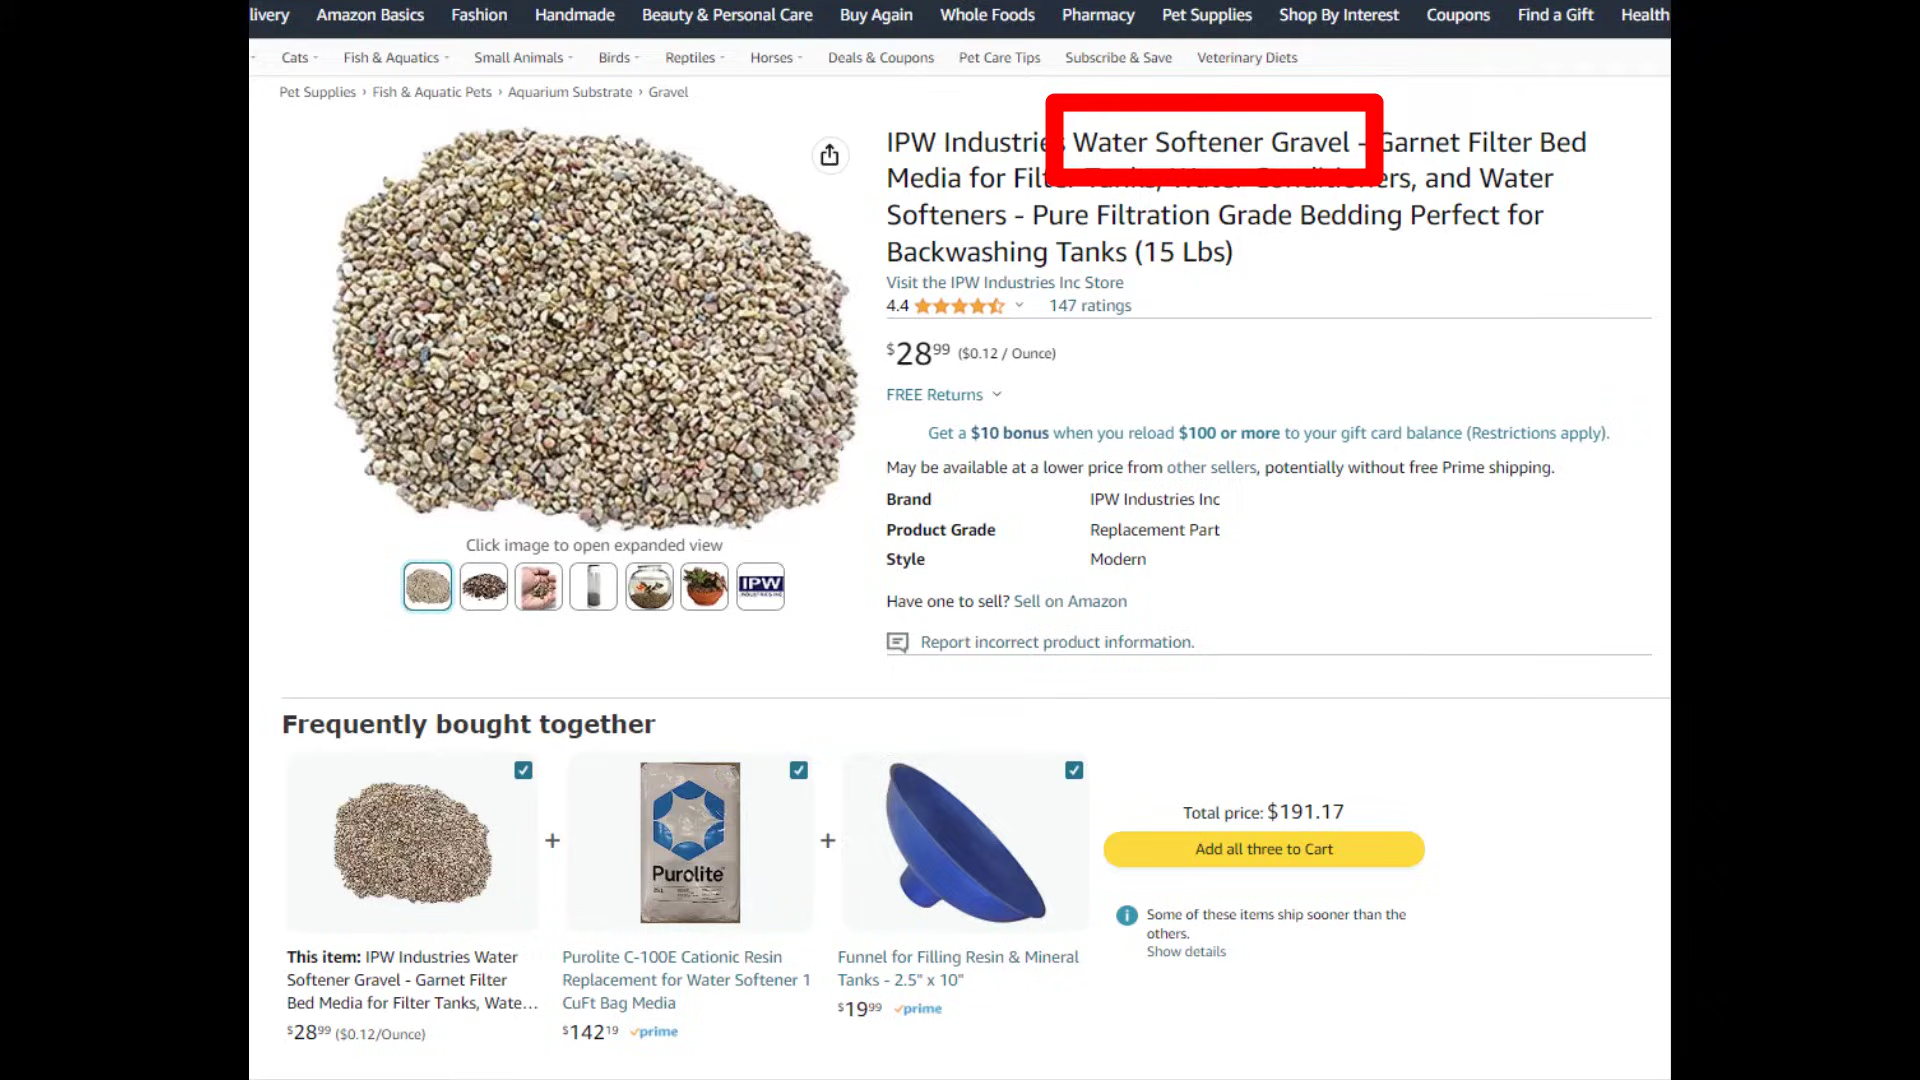 livery Amazon Basics Fashion Handmade Beauty & Personal Care Buy Again Whole Foods Pharmacy Pet Supplies Shop By Interest Coupons Find a Gift Health
Cats Fish & Aquatics Small Animals Birds Reptiles Horses Deals & Coupons Pet Care Tips Subscribe & Save Veterinary Diets
Pet Supplies › Fish & Aquatic Pets › Aquarium Substrate › Gravel
IPW Industries Water Softener Gravel - Garnet Filter Bed
Media for Filter Tanks, Water Conditioners, and Water
Softeners - Pure Filtration Grade Bedding Perfect for
Backwashing Tanks (15 Lbs)
Visit the IPW Industries Inc Store
4.4 147 ratings
$28.99 ($0.12 / Ounce)
FREE Returns
Get a $10 bonus when you reload $100 or more to your gift card balance (Restrictions apply).
May be available at a lower price from other sellers, potentially without free Prime shipping.
Brand IPW Industries Inc
Product Grade Replacement Part
Style Modern
Have one to sell? Sell on Amazon
Report incorrect product information.
Click image to open expanded view
IPW
Frequently bought together
Purolite
This item: IPW Industries Water
Softener Gravel - Garnet Filter
Bed Media for Filter Tanks, Wate...
$28.99 ($0.12/Ounce)
+
Purolite C-100E Cationic Resin
Replacement for Water Softener 1
CuFt Bag Media
$142.19 prime
+
Funnel for Filling Resin & Mineral
Tanks - 2.5" x 10"
$19.99 prime
Total price: $191.17
Add all three to Cart
Some of these items ship sooner than the
others.
Show details